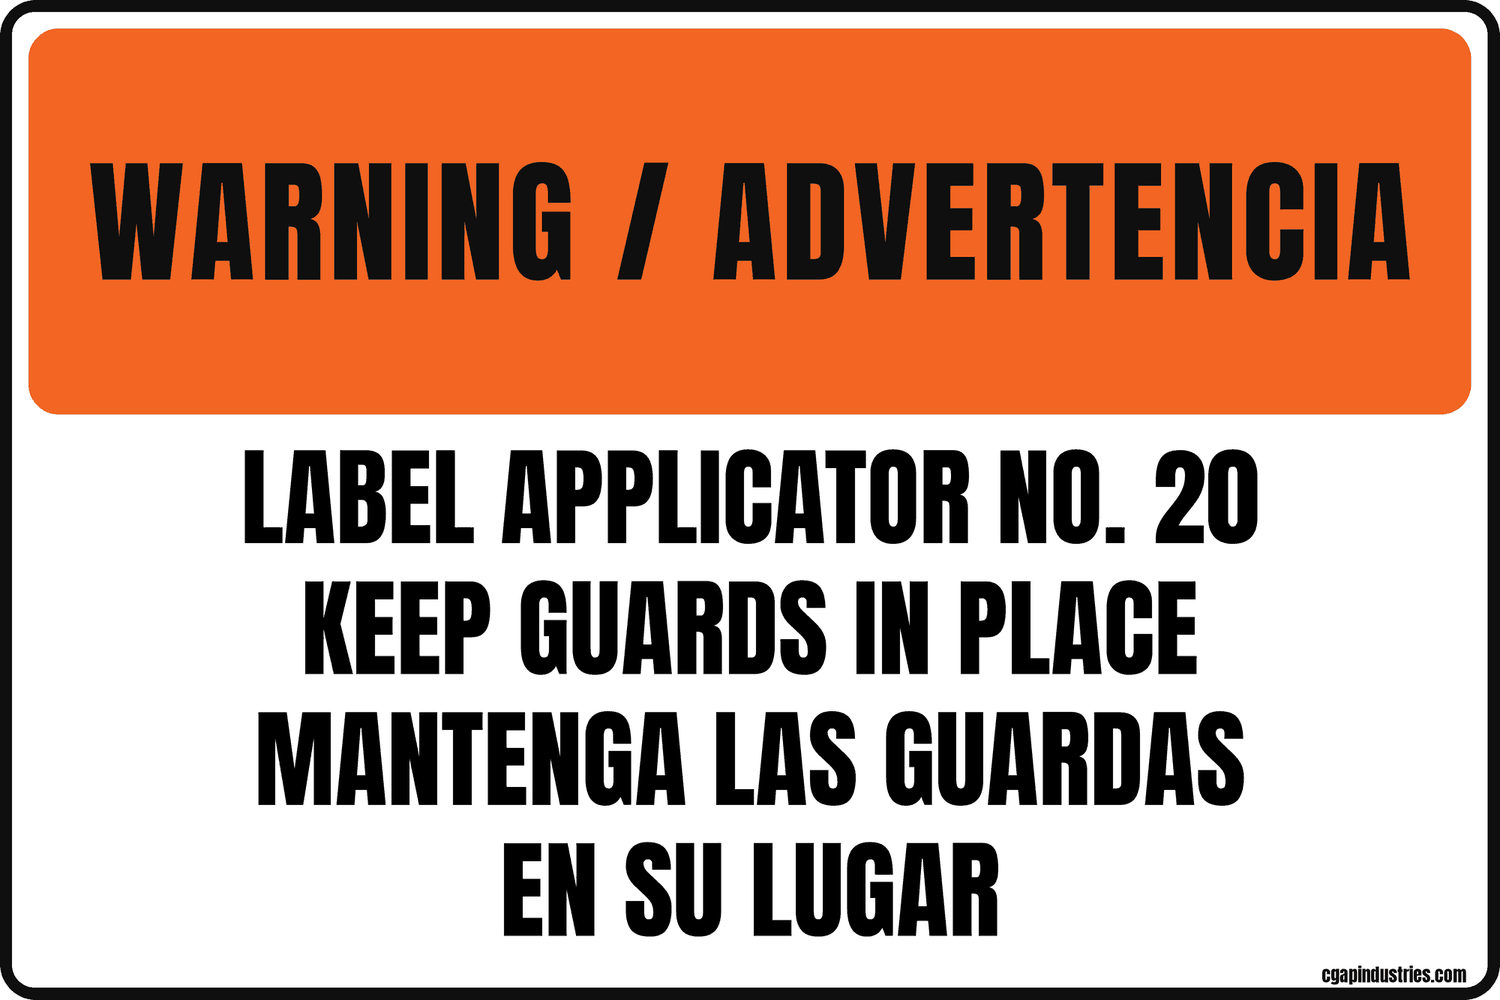 WARNING / ADVERTENCIA
LABEL APPLICATOR NO. 20
KEEP GUARDS IN PLACE
MANTENGA LAS GUARDAS
EN SU LUGAR
cgapindustries.com